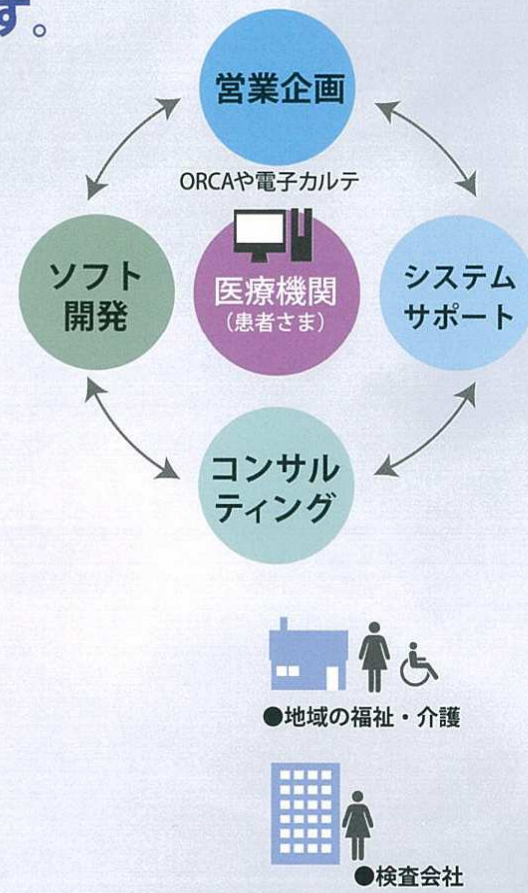 す。
営業企画
ORCAや電子カルテ
ソフト
開発
医療機関
(患者さま)
システム
サポート
コンサル
ティング
●地域の福祉・介護
●検査会社